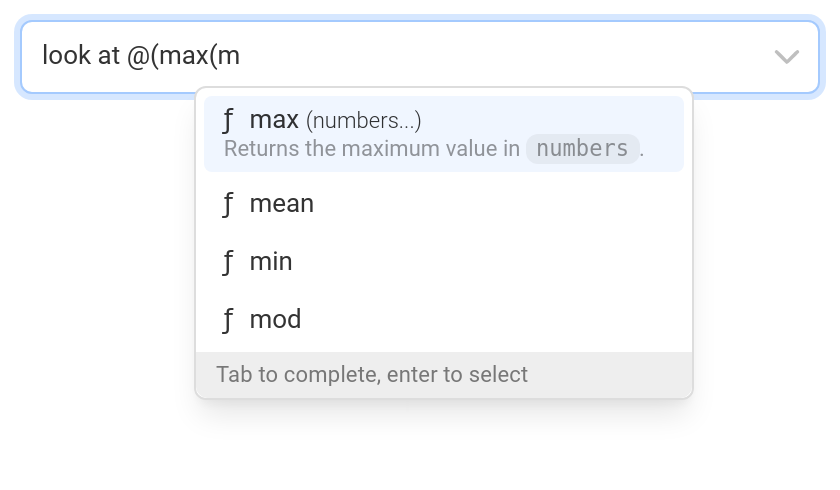 look at @(max(m
ƒ max (numbers...)
Returns the maximum value in numbers.
ƒ mean
ƒ min
ƒ mod
Tab to complete, enter to select